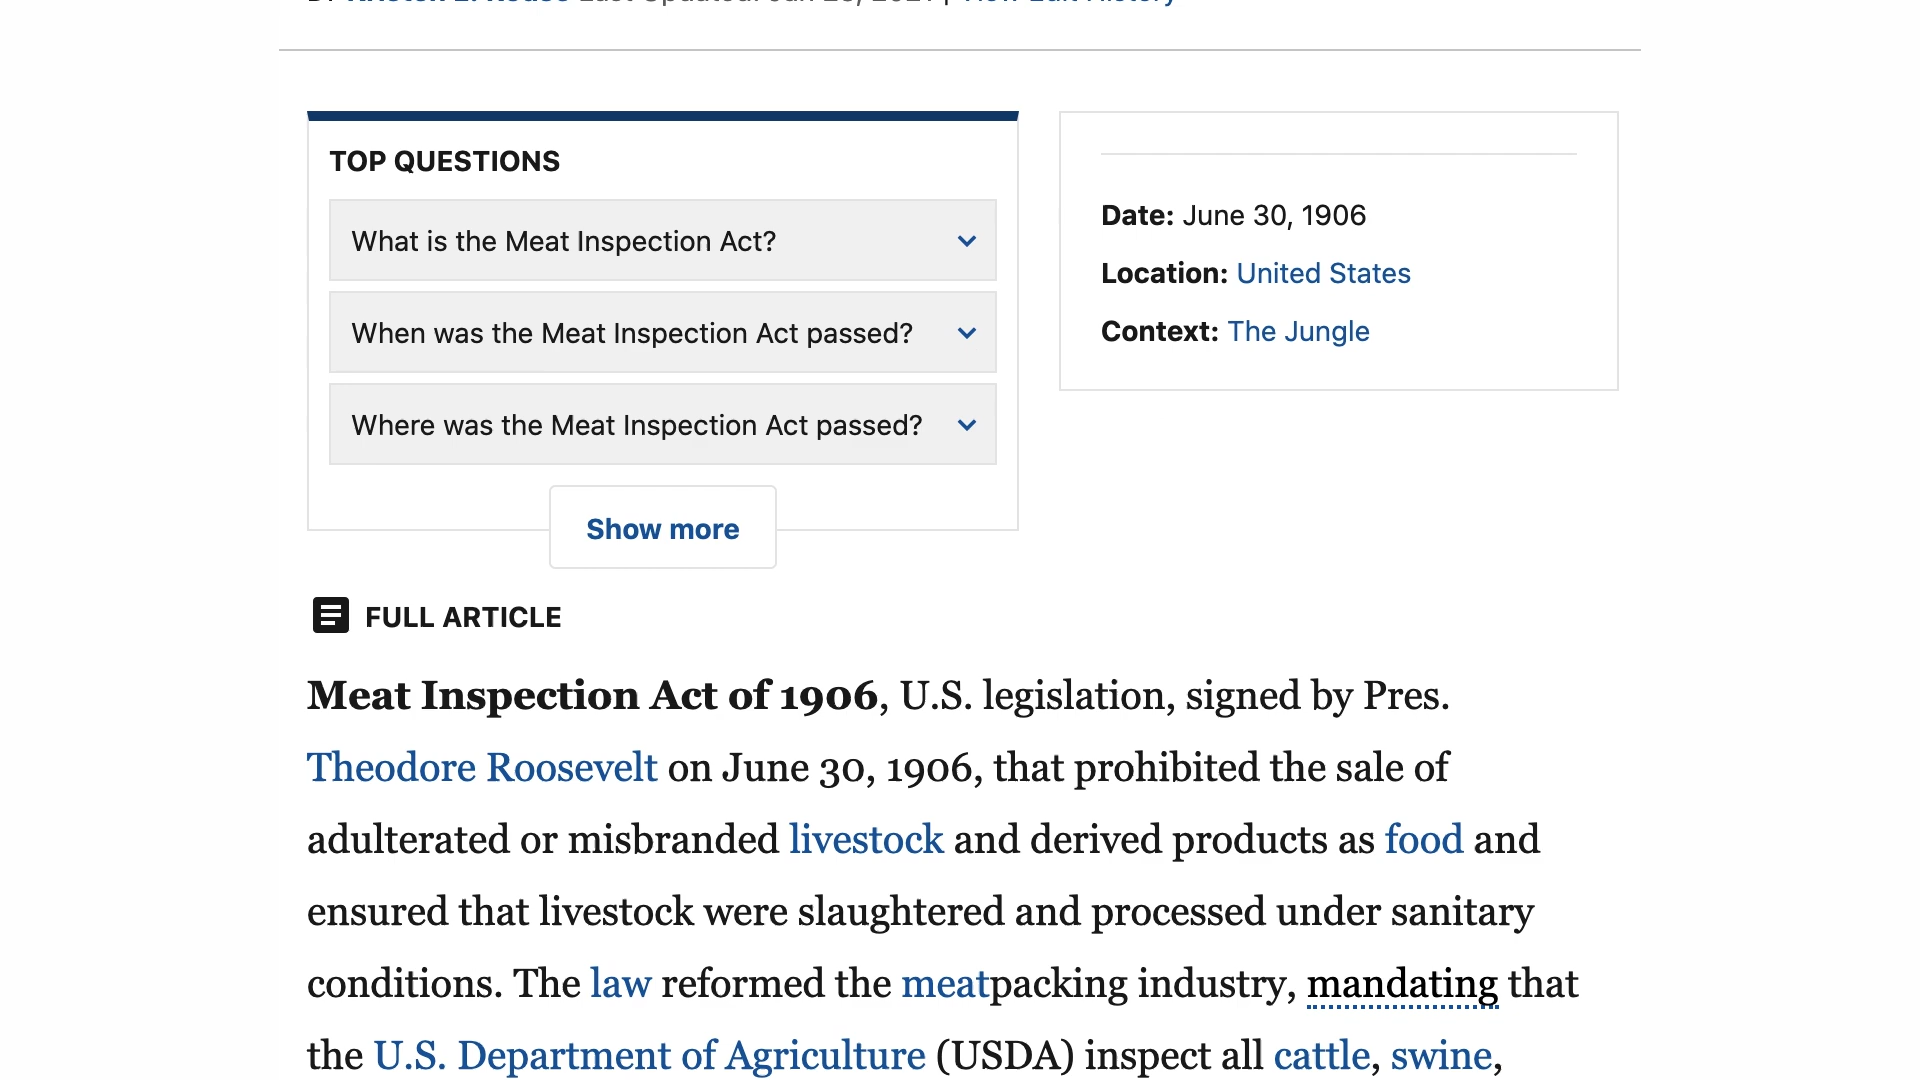 TOP QUESTIONS
What is the Meat Inspection Act?
When was the Meat Inspection Act passed?
Where was the Meat Inspection Act passed?
Show more
Date: June 30, 1906
Location: United States
Context: The Jungle
FULL ARTICLE
Meat Inspection Act of 1906, U.S. legislation, signed by Pres.
Theodore Roosevelt on June 30, 1906, that prohibited the sale of
adulterated or misbranded livestock and derived products as food and
ensured that livestock were slaughtered and processed under sanitary
conditions. The law reformed the meatpacking industry, mandating that
the U.S. Department of Agriculture (USDA) inspect all cattle, swine,